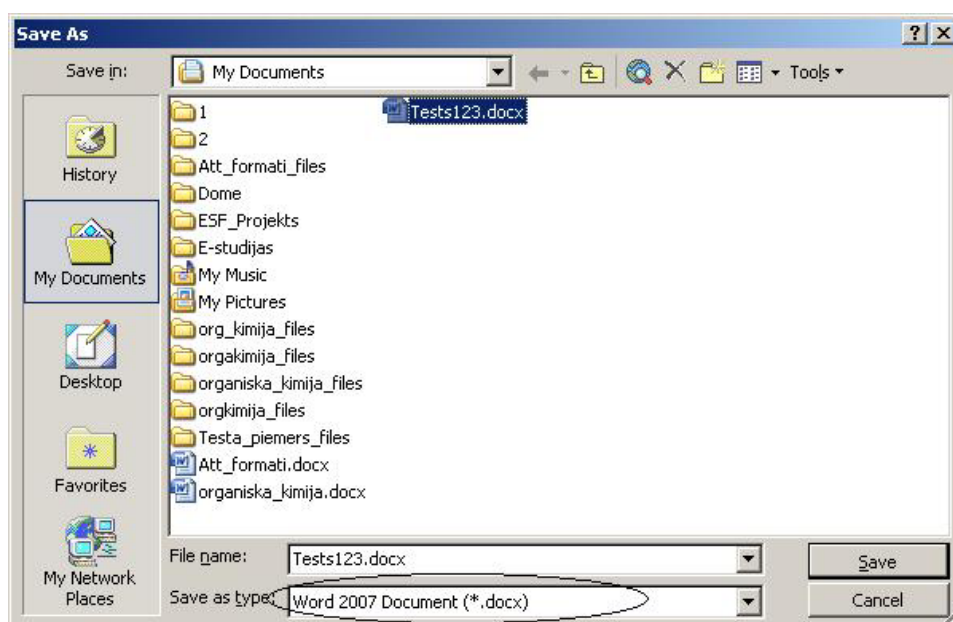 Save As
Save in:
My Documents
Tools
History
My Documents
Desktop
Favorites
My Network
Places
1
2
Att_formati_files
Dome
ESF_Projekts
E-studijas
My Music
My Pictures
org_kimija_files
orgakimija_files
organiska_kimija_files
orgkimija_files
Testa_piemers_files
Att_formati.docx
organiska_kimija.docx
Tests123.docx
File name:
Tests123.docx
Save
Save as type:
Word 2007 Document (*.docx)
Cancel